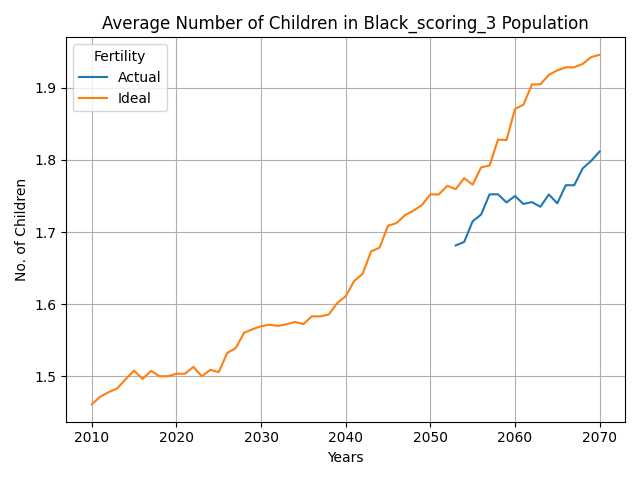 Average Number of Children in Black_scoring_3 Population
Fertility
Actual
Ideal
No. of Children
1.9
1.8
1.7
1.6
1.5
2010 2020 2030 2040 2050 2060 2070
Years